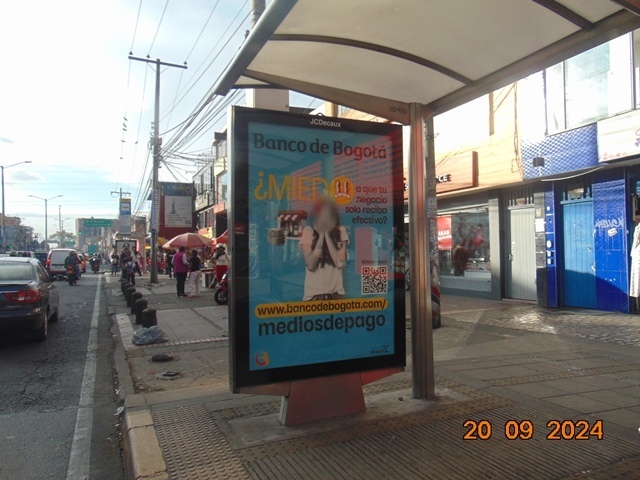 JCDecaux
Banco de Bogotá
¿MIEDO
a que tu
negocio
solo reciba
efectivo?
www.bancodebogota.com/
mediosdepago
20 09 2024